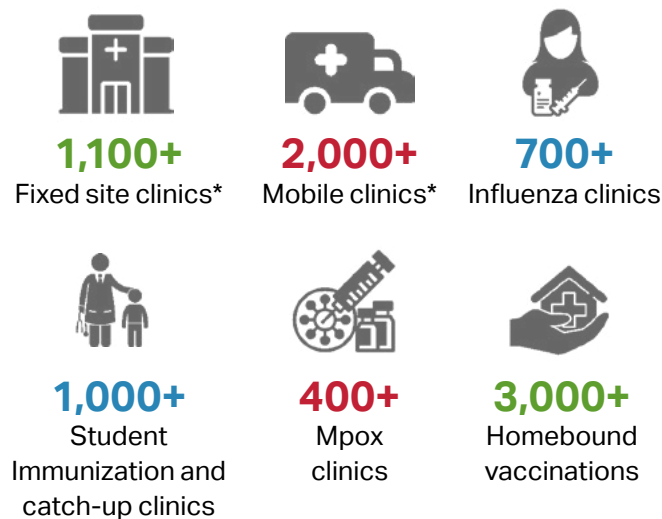 1,100+
Fixed site clinics*
2,000+
Mobile clinics*
700+
Influenza clinics
1,000+
Student
Immunization and
catch-up clinics
400+
Mpox
clinics
3,000+
Homebound
vaccinations